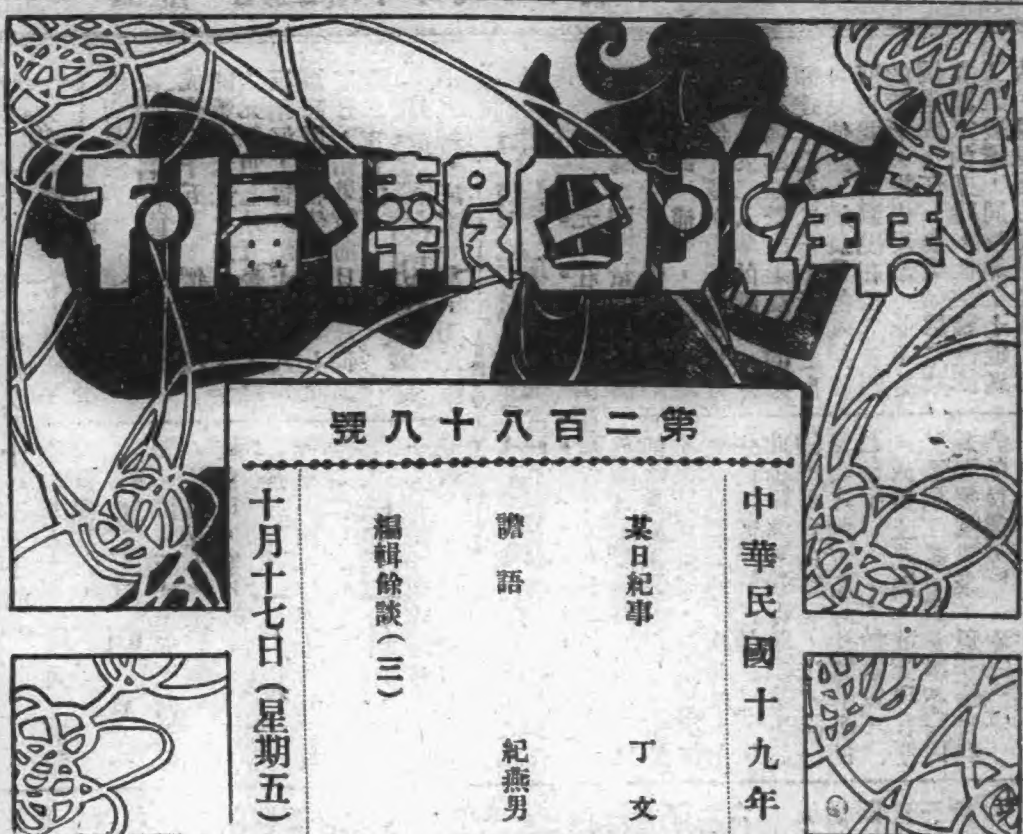 華北日報副刊
第二百八十八號
中華民國十九年
某日紀事 丁文
譫語 紀燕男
編輯餘談(三)
十月十七日(星期五)